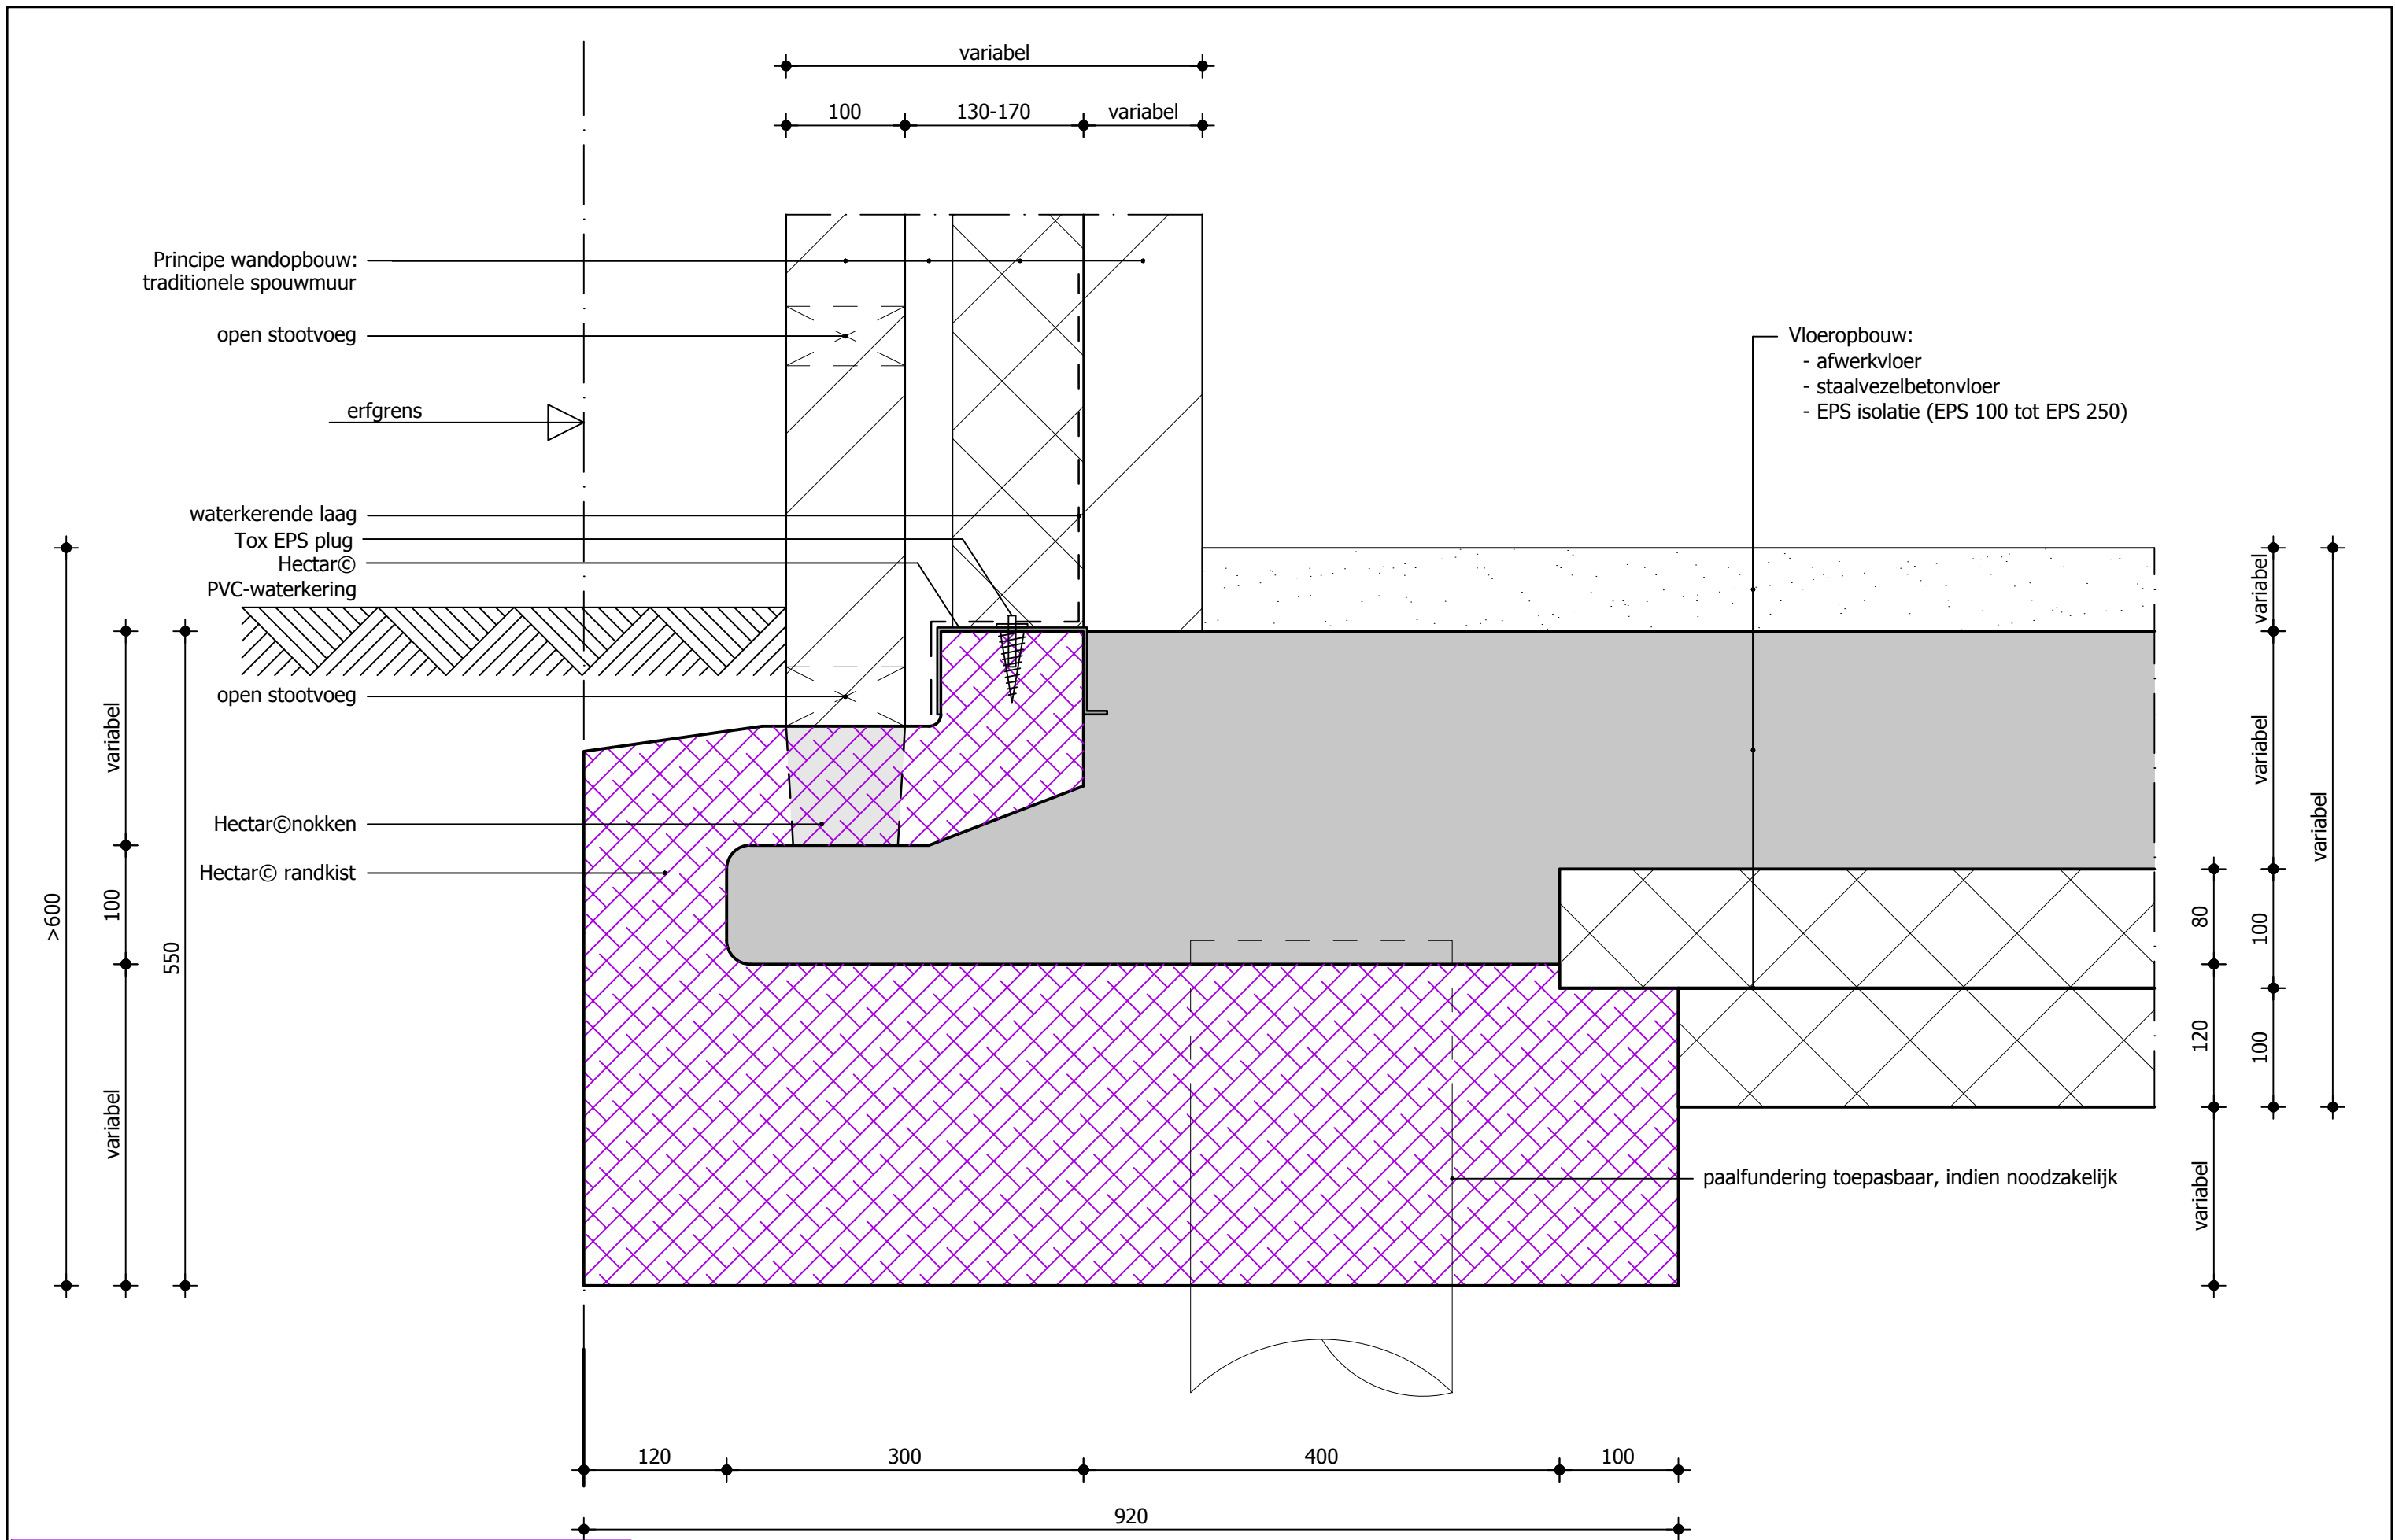 variabel
100
130-170
variabel
Principe wandopbouw:
traditionele spouwmuur
open stootvoeg
erfgrens
Vloeropbouw:
- afwerkvloer
- staalvezelbetonvloer
- EPS isolatie (EPS 100 tot EPS 250)
waterkerende laag
Tox EPS plug
Hectar©
PVC-waterkering
open stootvoeg
Hectar©nokken
Hectar© randkist
>600
variabel
100
variabel
550
variabel
variabel
100
100
variabel
80
120
variabel
paalfundering toepasbaar, indien noodzakelijk
120
300
400
100
920